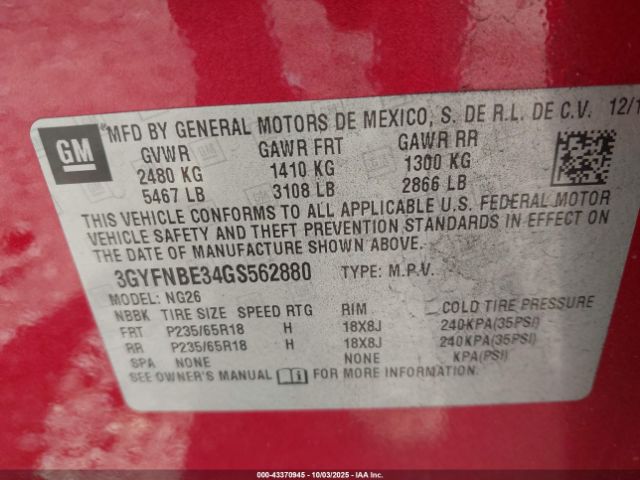 GM
MFD BY GENERAL MOTORS DE MEXICO, S. DE R.L. DE C.V. 12/1
GVWR GAWR FRT GAWR RR
2480 KG 1410 KG 1300 KG
5467 LB 3108 LB 2866 LB
THIS VEHICLE CONFORMS TO ALL APPLICABLE U.S. FEDERAL MOTOR
VEHICLE SAFETY AND THEFT PREVENTION STANDARDS IN EFFECT ON
THE DATE OF MANUFACTURE SHOWN ABOVE.
3GYFNBE34GS562880 TYPE: M.P.V.
MODEL: NG26
NBBK TIRE SIZE SPEED RTG RIM COLD TIRE PRESSURE
FRT P235/65R18 H 18X8J 240KPA(35PSI)
RR P235/65R18 H 18X8J 240KPA(35PSI)
SPA NONE NONE KPA(PSI)
SEE OWNER'S MANUAL FOR MORE INFORMATION.
000-43370945 - 10/03/2025 - IAA Inc.